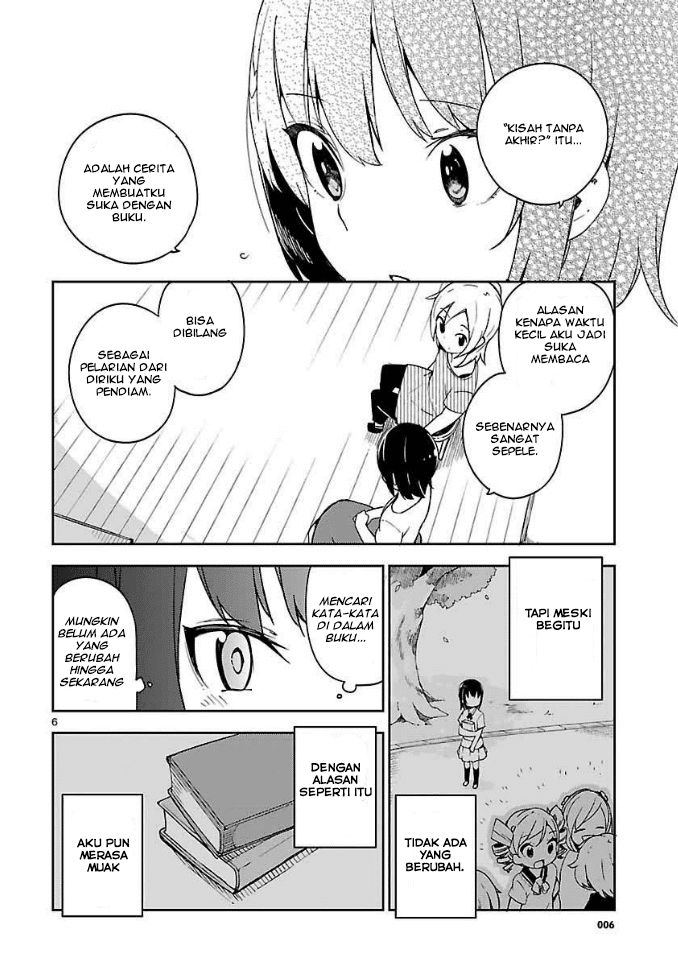 "KISAH TANPA
AKHIR?" ITU...
ADALAH CERITA
YANG
MEMBUATKU
SUKA DENGAN
BUKU.
ALASAN
KENAPA WAKTU
KECIL AKU JADI
SUKA
MEMBACA
SEBENARNYA
SANGAT
SEPELE.
BISA
DIBILANG
SEBAGAI
PELARIAN DARI
DIRIKU YANG
PENDIAM.
TAPI MESKI
BEGITU
TIDAK ADA
YANG
BERUBAH.
MENCARI
KATA-KATA
DI DALAM
BUKU...
MUNGKIN
BELUM ADA
YANG
BERUBAH
HINGGA
SEKARANG
6
DENGAN
ALASAN
SEPERTI ITU
AKU PUN
MERASA
MUAK
006